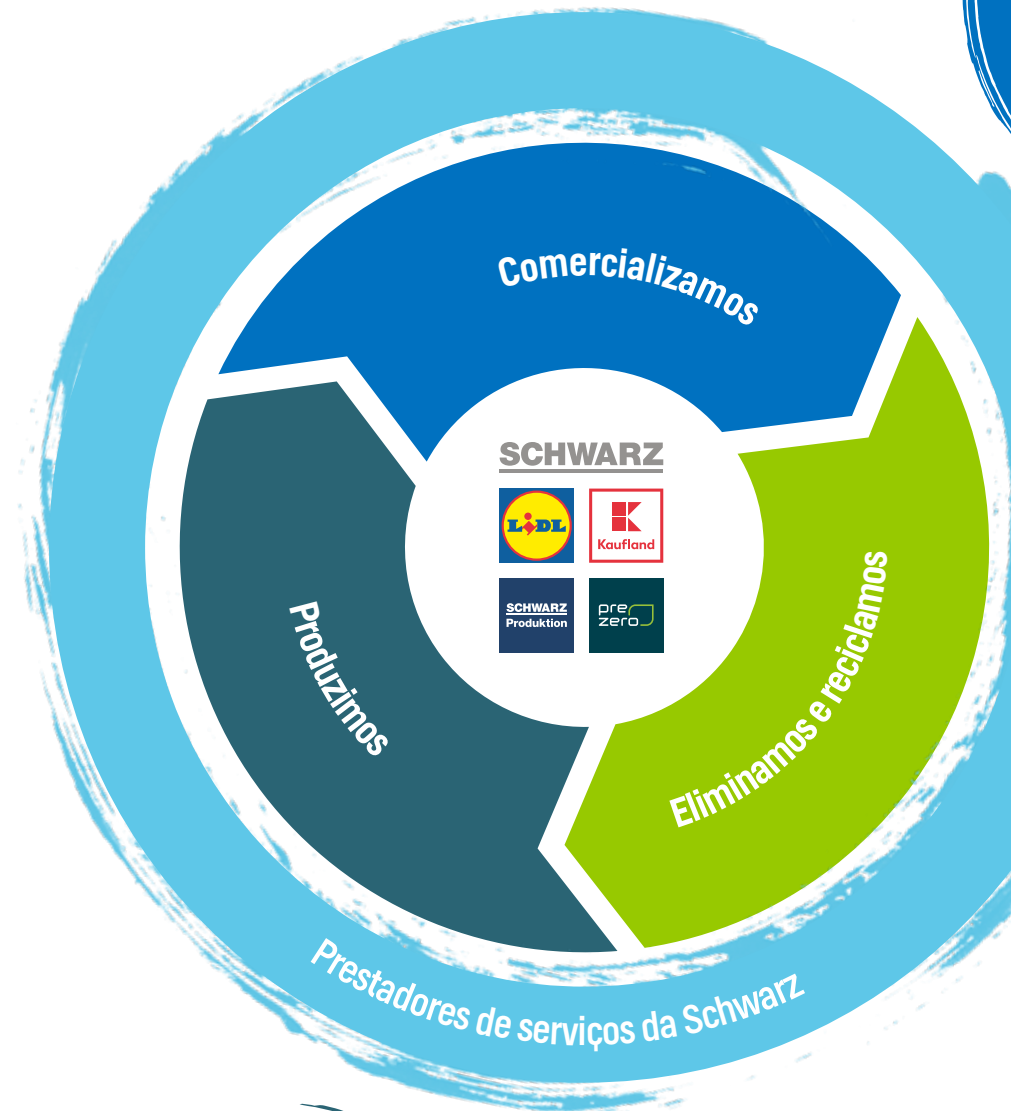 Comercializamos
SCHWARZ
LIDL
K
Kaufland
SCHWARZ
Produktion
pre
zero
Eliminamos e reciclamos
Produzimos
Prestadores de serviços da Schwarz